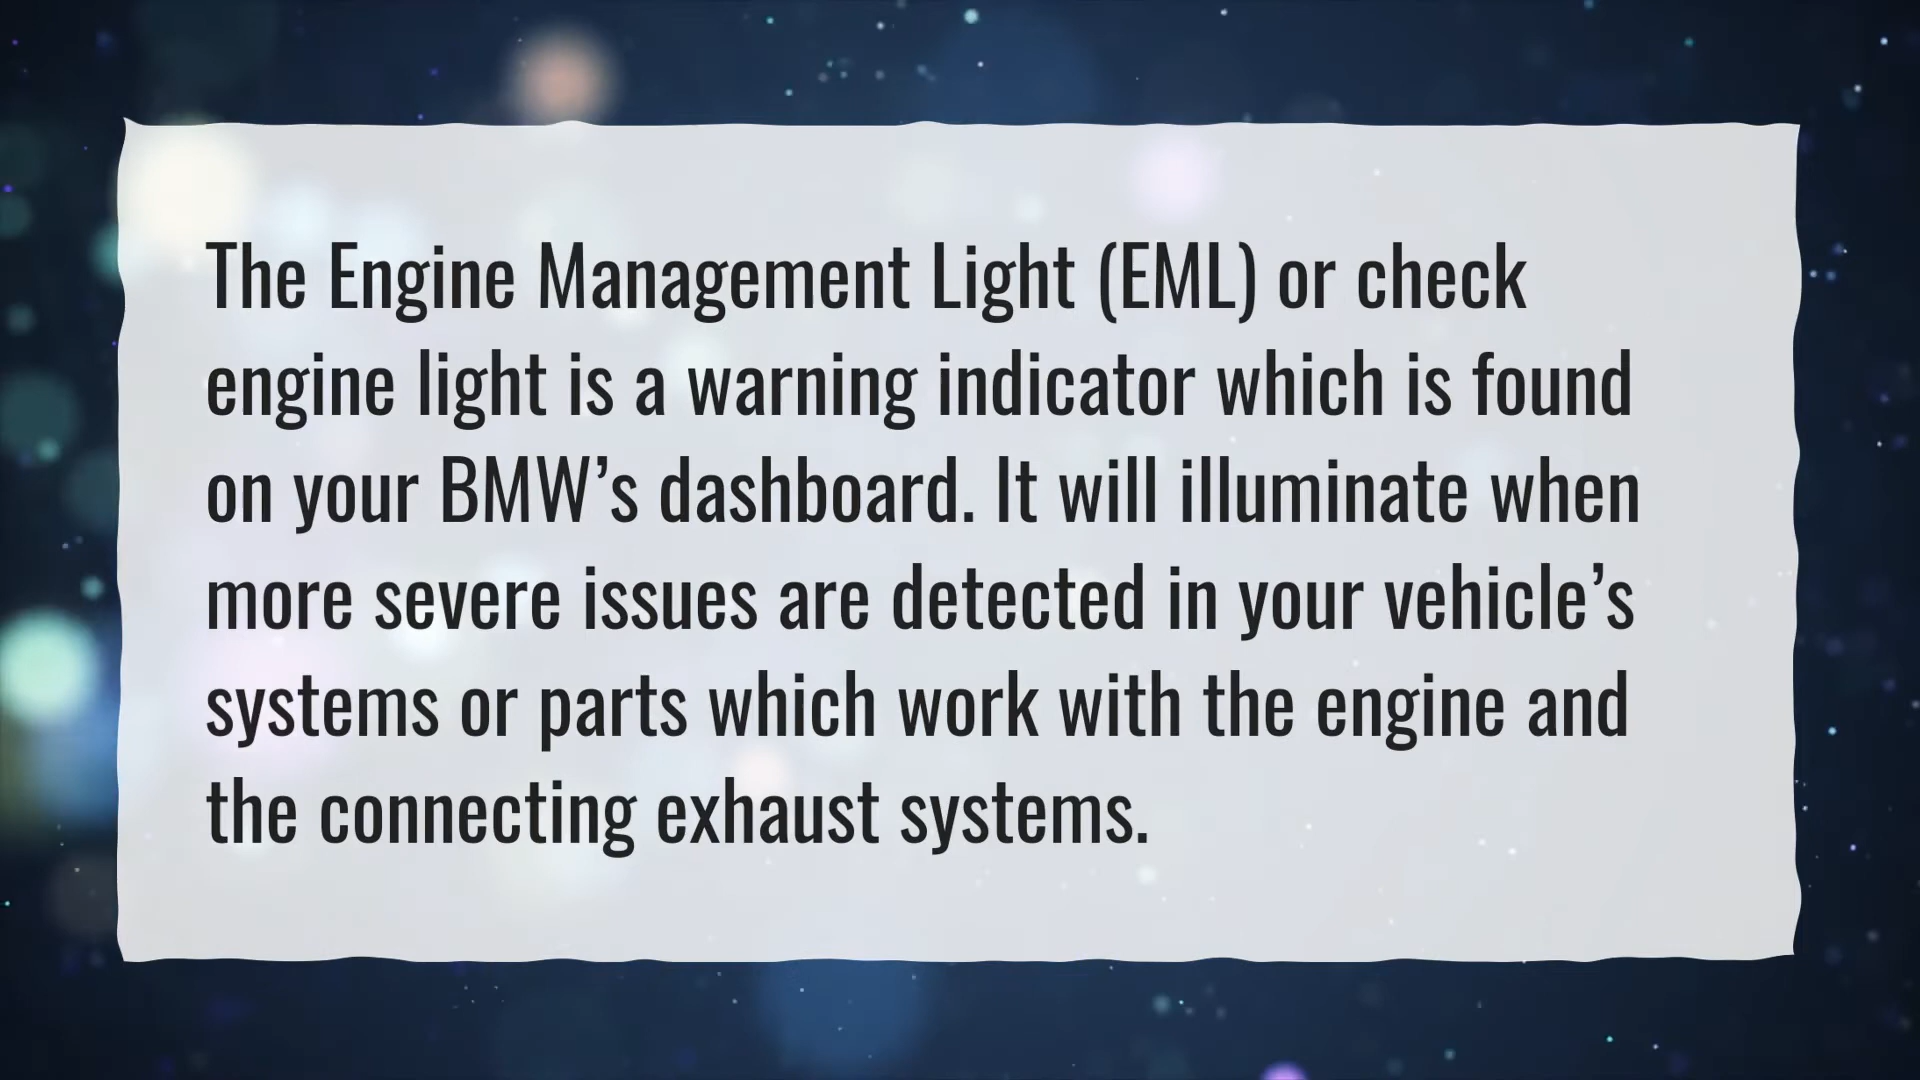 The Engine Management Light (EML) or check
engine light is a warning indicator which is found
on your BMW’s dashboard. It will illuminate when
more severe issues are detected in your vehicle’s
systems or parts which work with the engine and
the connecting exhaust systems.